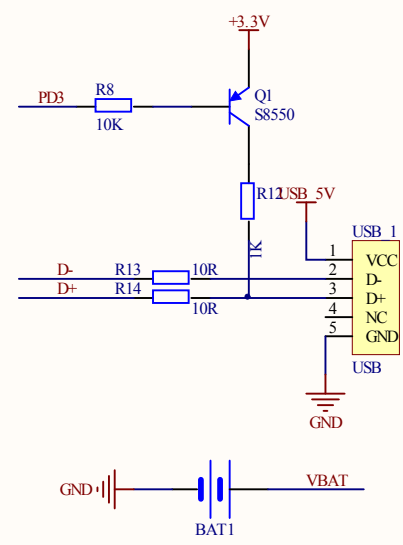 +3.3V
PD3
R8
10K
Q1
S8550
R12
1K
USB_5V
USB_1
1 VCC
2 D-
3 D+
4 NC
5 GND
USB
D- R13 10R
D+ R14 10R
GND
GND
VBAT
BAT1